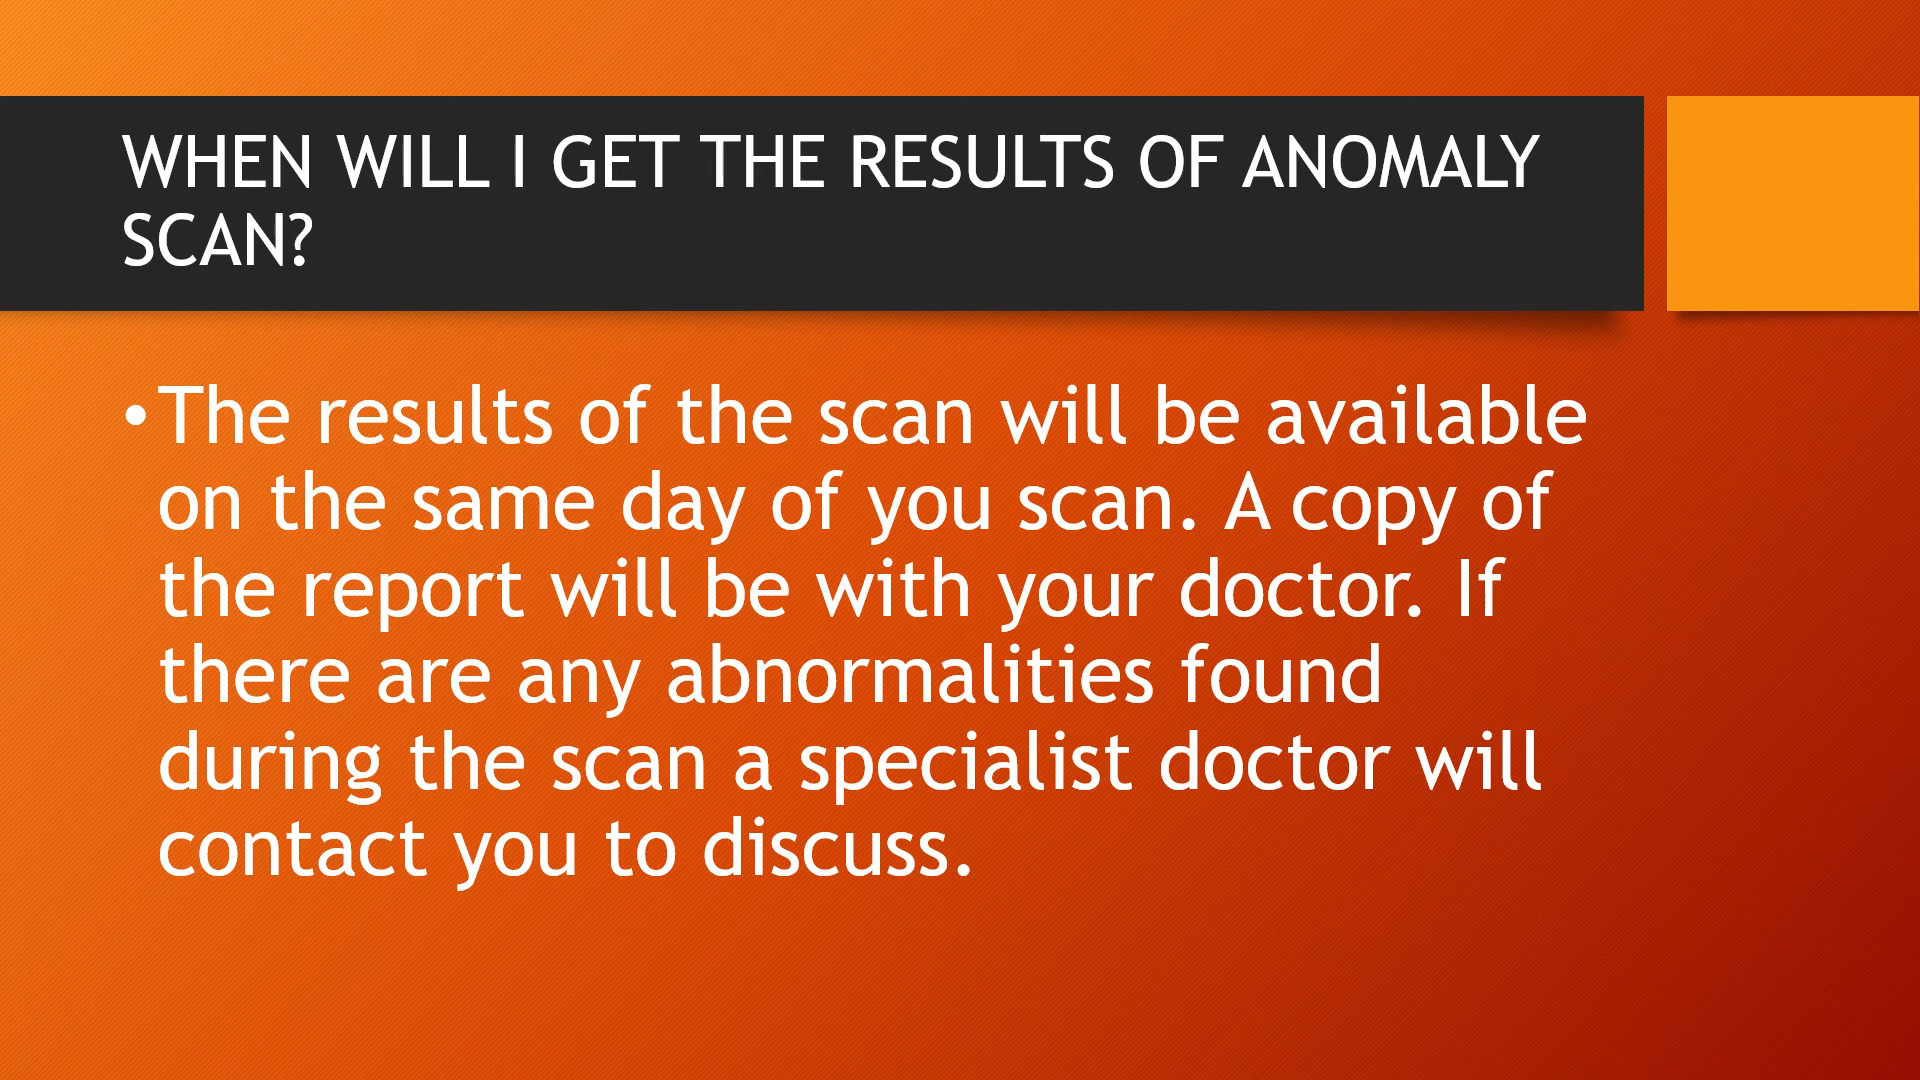 WHEN WILL I GET THE RESULTS OF ANOMALY
SCAN?
•The results of the scan will be available
on the same day of you scan. A copy of
the report will be with your doctor. If
there are any abnormalities found
during the scan a specialist doctor will
contact you to discuss.